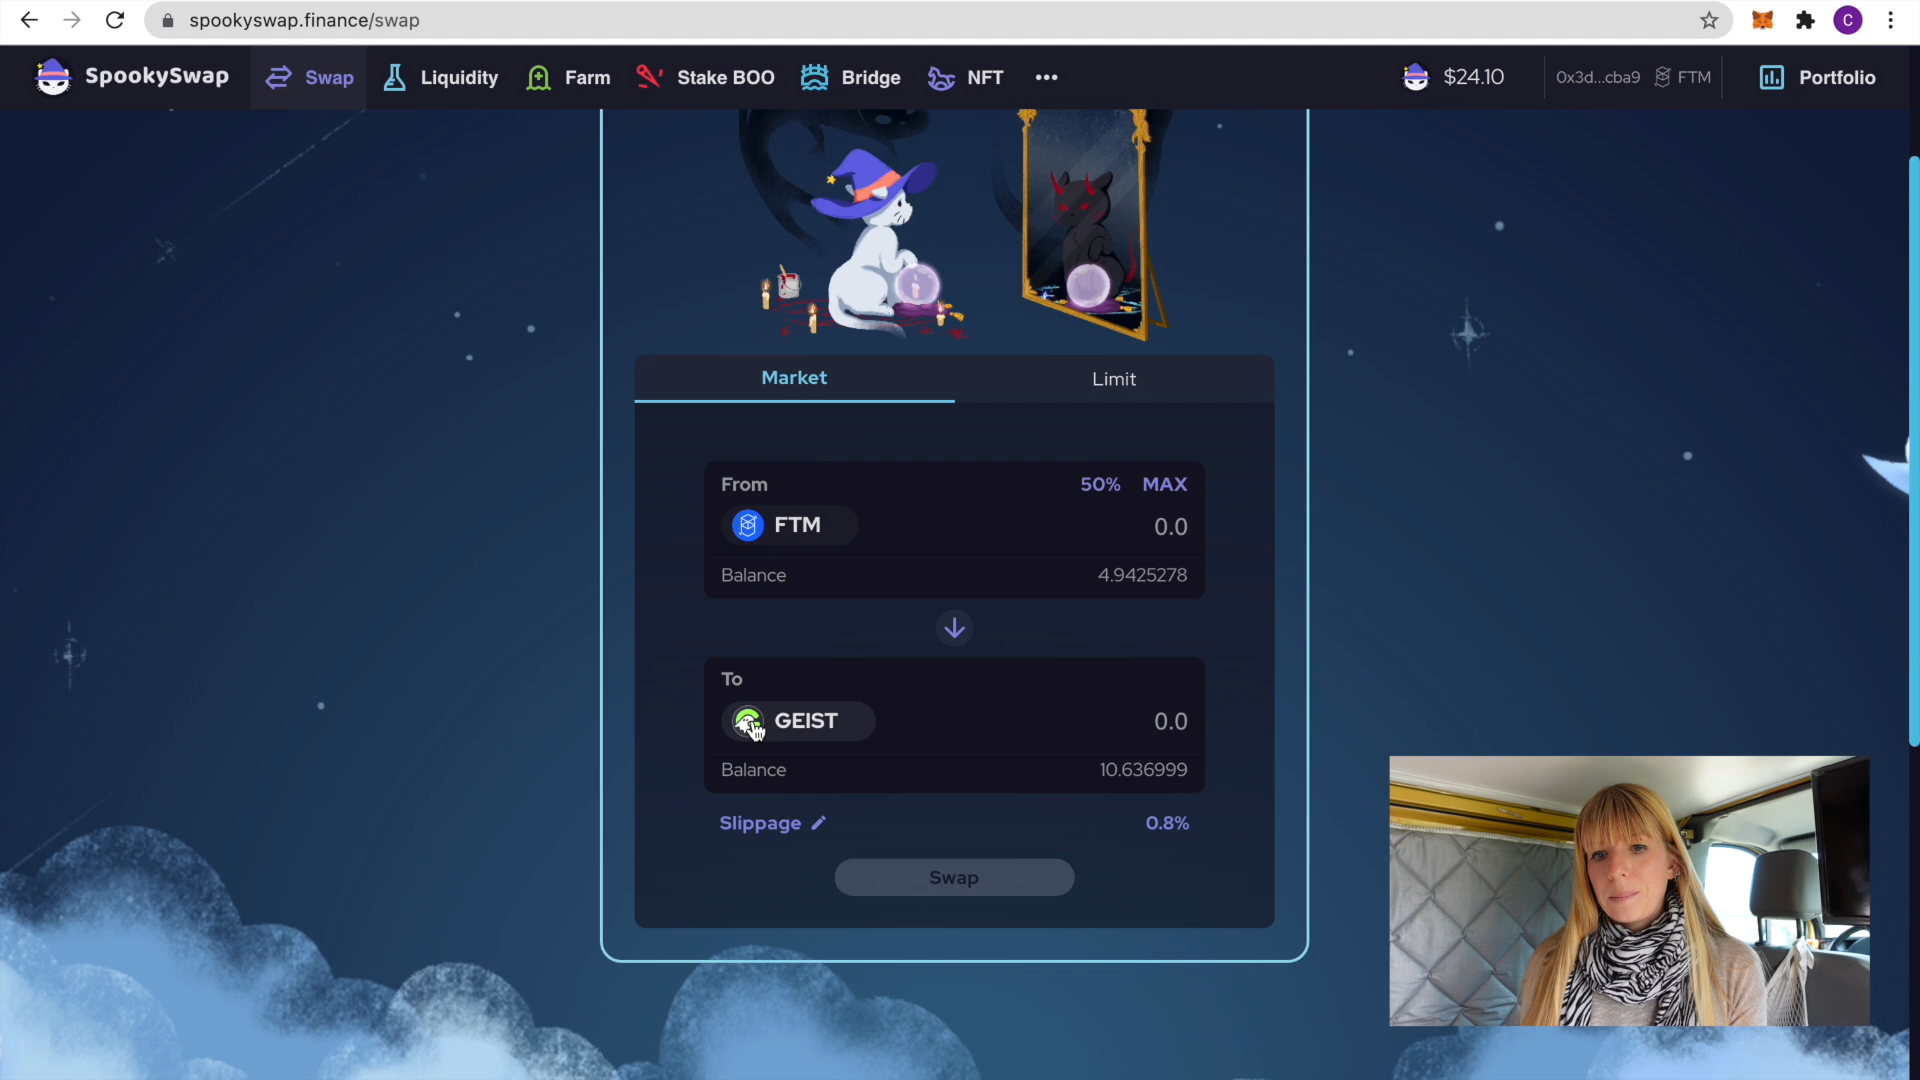 spookyswap.finance/swap
C
SpookySwap Swap Liquidity Farm Stake BOO Bridge NFT $24.10 0x3d...cba9 FTM Portfolio
Market Limit
From 50% MAX
FTM 0.0
Balance 4.9425278
To
GEIST 0.0
Balance 10.636999
Slippage 0.8%
Swap